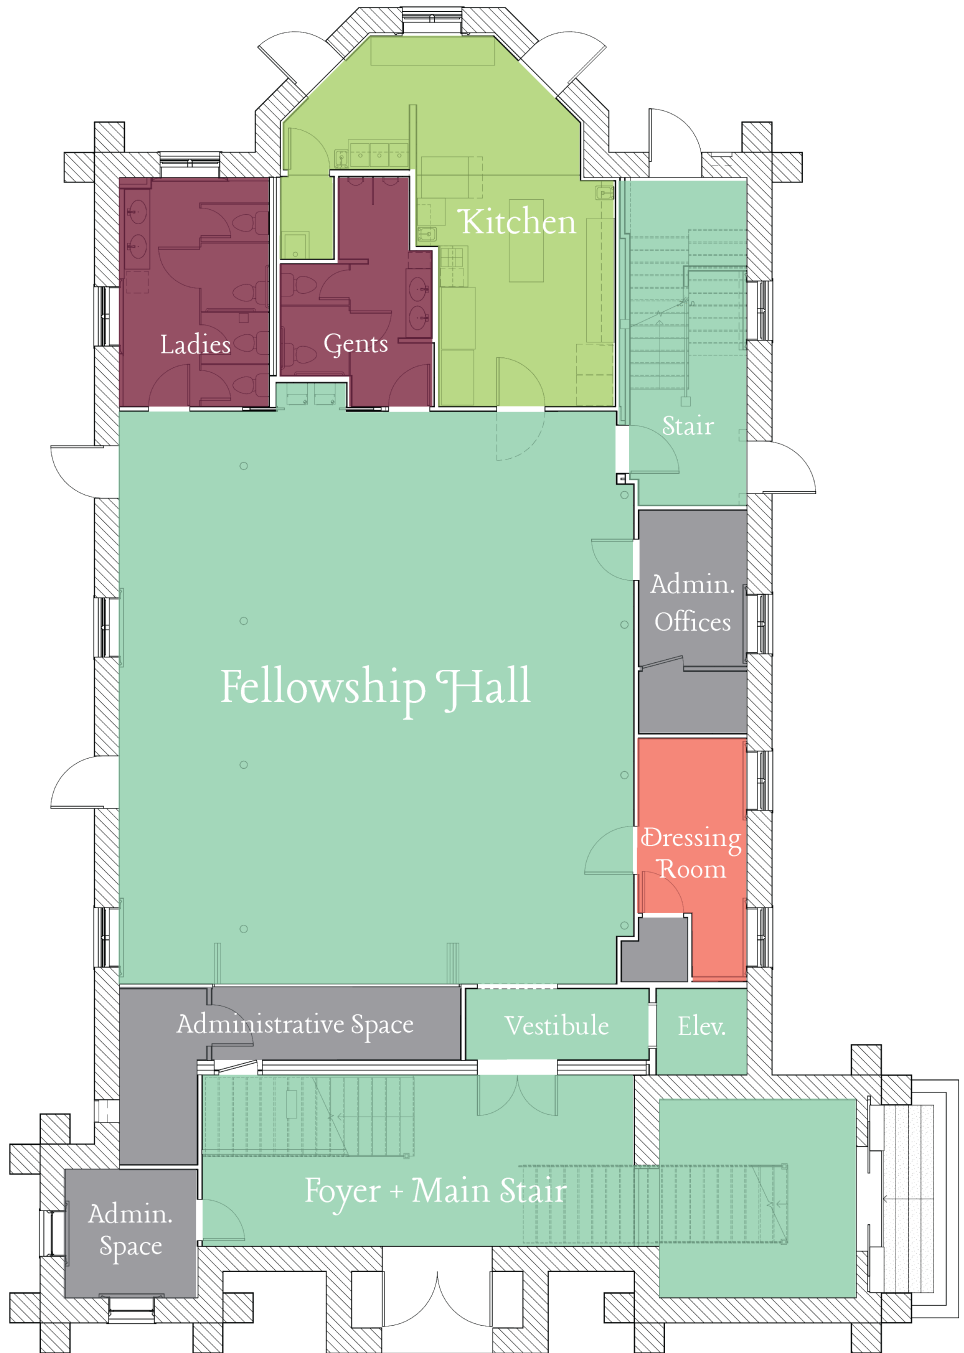 Kitchen
Ladies
Gents
Stair
Admin.
Offices
Fellowship Hall
Dressing
Room
Administrative Space
Vestibule
Elev.
Foyer + Main Stair
Admin.
Space